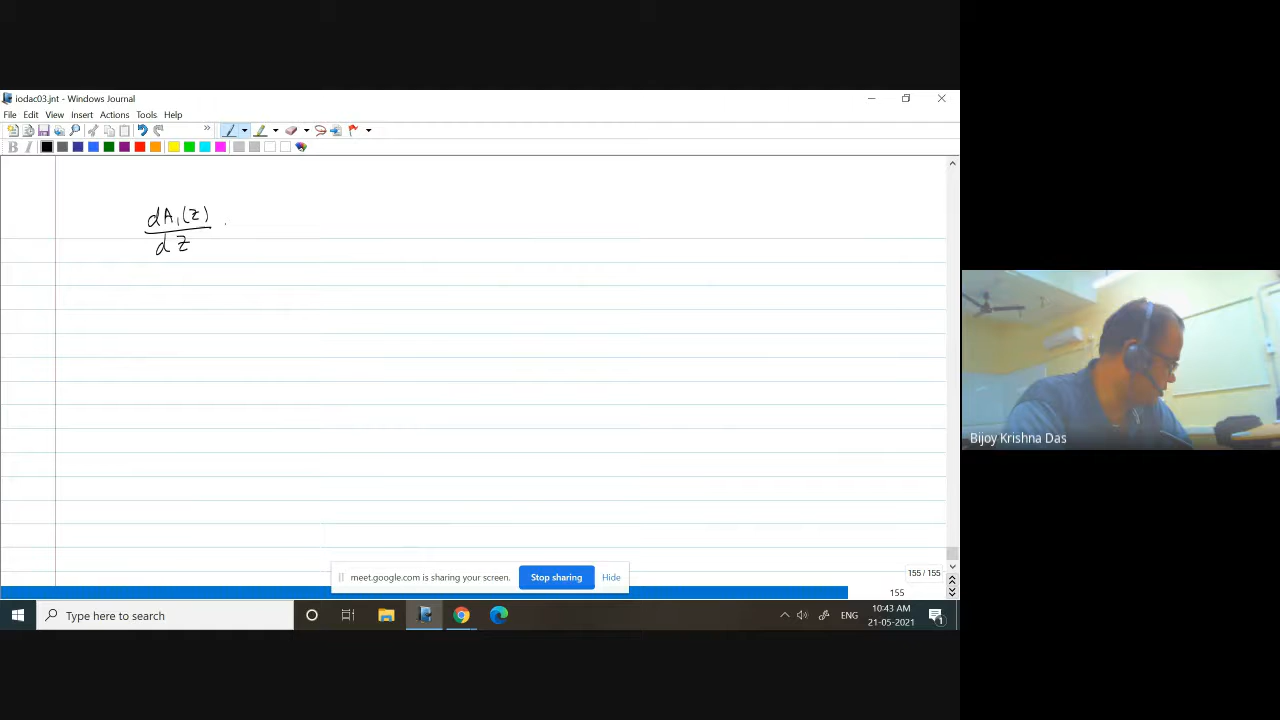 iodac03.jnt - Windows Journal
File Edit View Insert Actions Tools Help
B I
dA₁(z)
dz
Bijoy Krishna Das
meet.google.com is sharing your screen. Stop sharing Hide
155 / 155
155
Type here to search
ENG
10:43 AM
21-05-2021
1